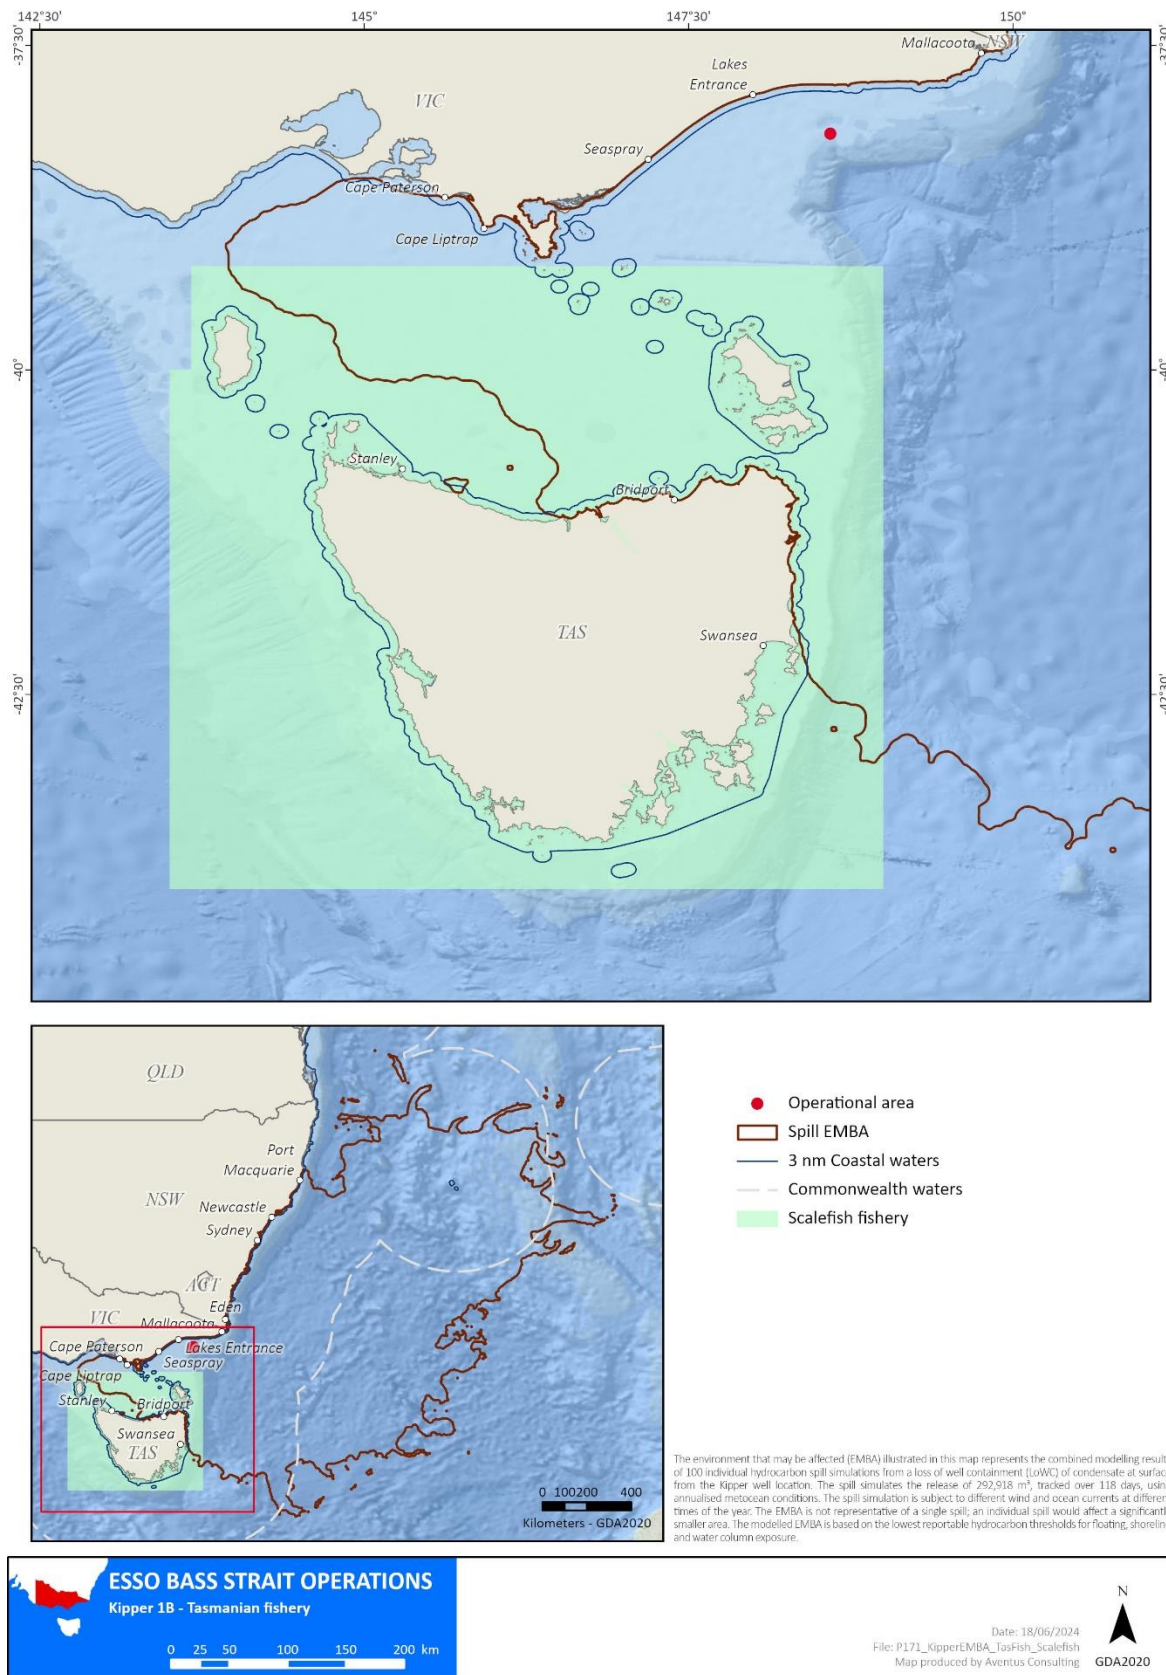 142°30' 145° 147°30' 150°
-37°30' -37°30'
Mallacoota NSW
Lakes
Entrance
VIC
Seaspray
Cape Paterson
Cape Liptrap
-40° -40°
Stanley
Bridport
TAS
Swansea
-42°30' -42°30'
QLD
Port
Macquarie
NSW
Newcastle
Sydney
ACT
Eden
VIC
Mallacoota
Cape Paterson
Lakes Entrance
Seaspray
Cape Liptrap
Stanley
Bridport
Swansea
TAS
0 100200 400
Kilometers - GDA2020
Operational area
Spill EMBA
3 nm Coastal waters
Commonwealth waters
Scalefish fishery
The environment that may be affected (EMBA) illustrated in this map represents the combined modelling result
of 100 individual hydrocarbon spill simulations from a loss of well containment (LoWC) of condensate at surfac
from the Kipper well location. The spill simulates the release of 292,918 m³, tracked over 118 days, usin
annualised metocean conditions. The spill simulation is subject to different wind and ocean currents at differen
times of the year. The EMBA is not representative of a single spill; an individual spill would affect a significantl
smaller area. The modelled EMBA is based on the lowest reportable hydrocarbon thresholds for floating, shorelin
and water column exposure.
ESSO BASS STRAIT OPERATIONS
Kipper 1B - Tasmanian fishery
0 25 50 100 150 200 km
N
Date: 18/06/2024
File: P171_KipperEMBA_TasFish_Scalefish
Map produced by Aventus Consulting GDA2020